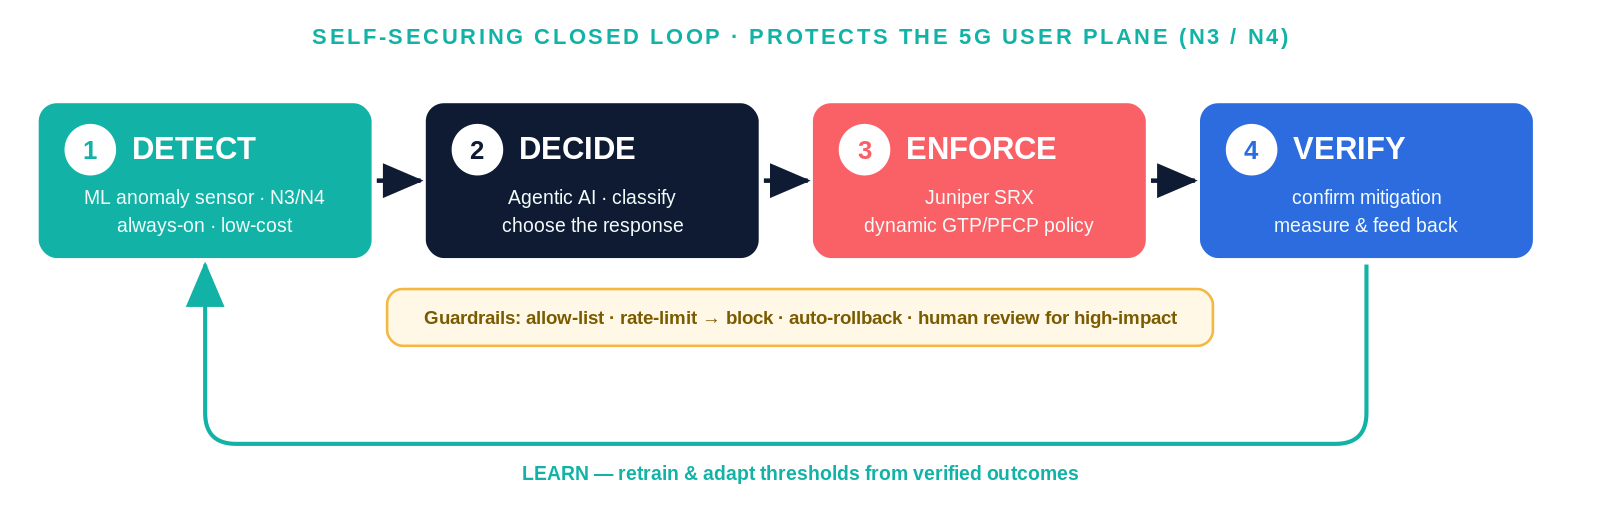 SELF-SECURING CLOSED LOOP · PROTECTS THE 5G USER PLANE (N3 / N4)
1 DETECT
ML anomaly sensor · N3/N4
always-on · low-cost
2 DECIDE
Agentic AI · classify
choose the response
3 ENFORCE
Juniper SRX
dynamic GTP/PFCP policy
4 VERIFY
confirm mitigation
measure & feed back
Guardrails: allow-list · rate-limit → block · auto-rollback · human review for high-impact
LEARN — retrain & adapt thresholds from verified outcomes